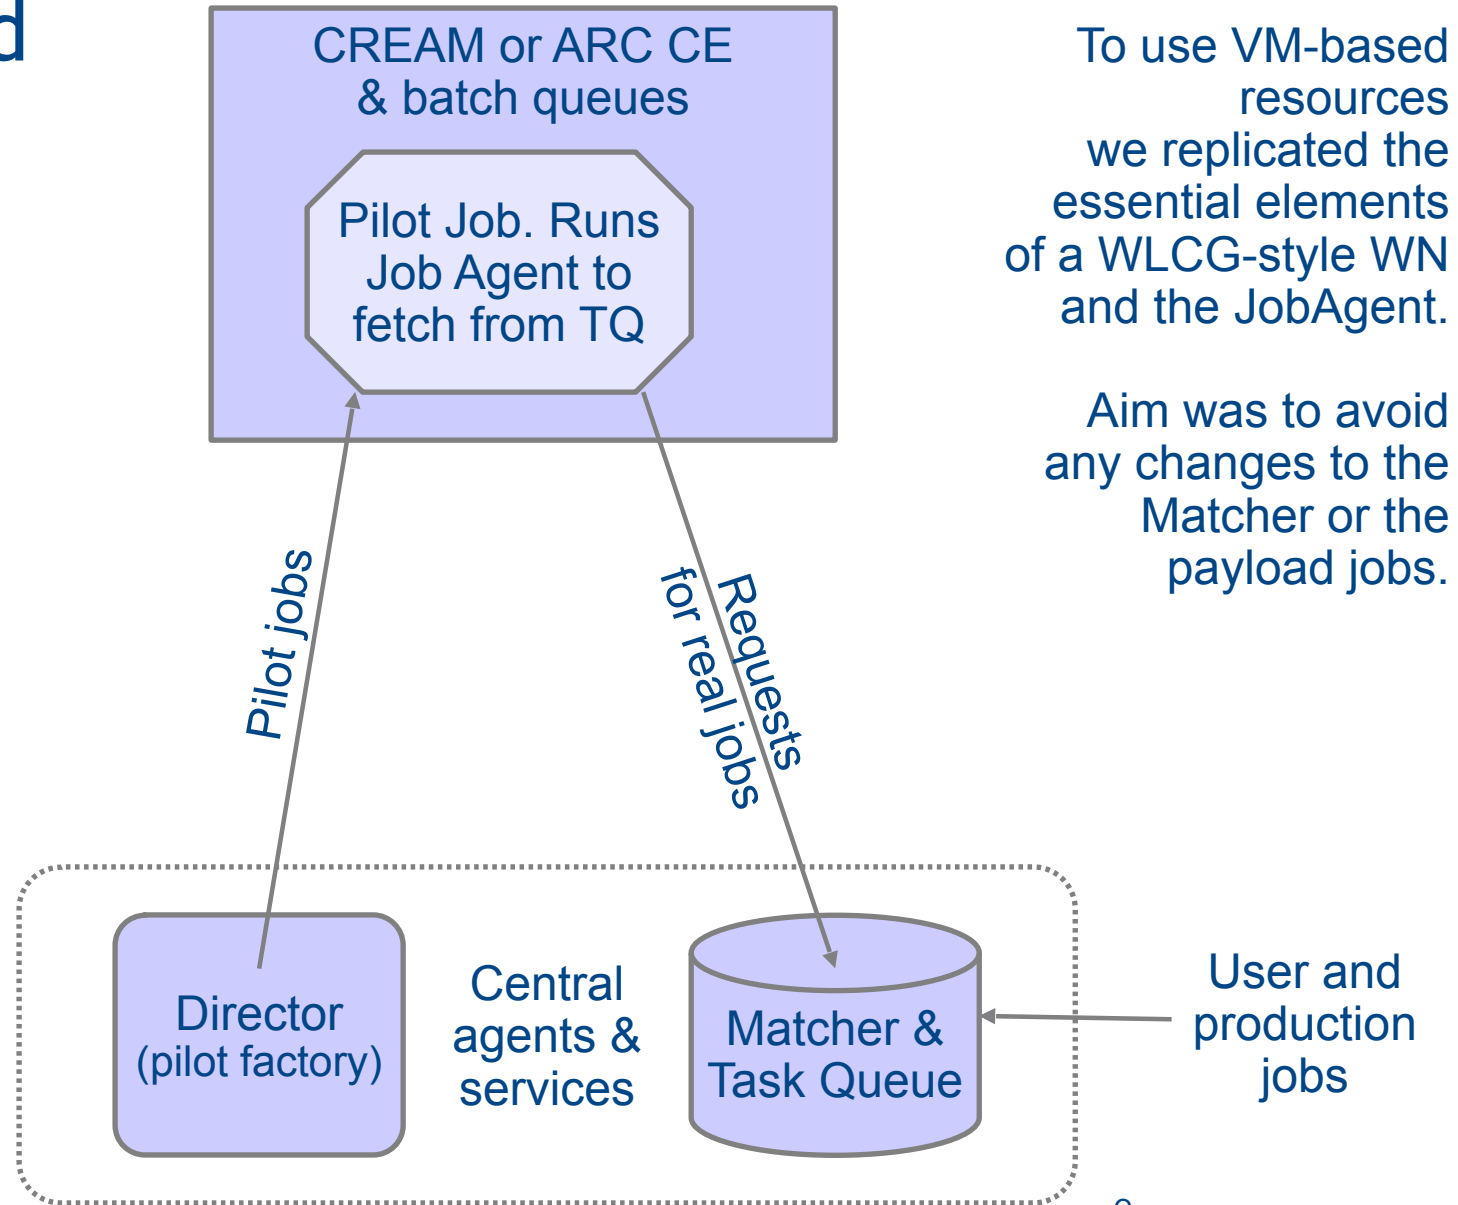 d
CREAM or ARC CE
& batch queues
Pilot Job. Runs
Job Agent to
fetch from TQ
To use VM-based
resources
we replicated the
essential elements
of a WLCG-style WN
and the JobAgent.
Aim was to avoid
any changes to the
Matcher or the
payload jobs.
Pilot jobs
Requests
for real jobs
Director
(pilot factory)
Central
agents &
services
Matcher &
Task Queue
User and
production
jobs